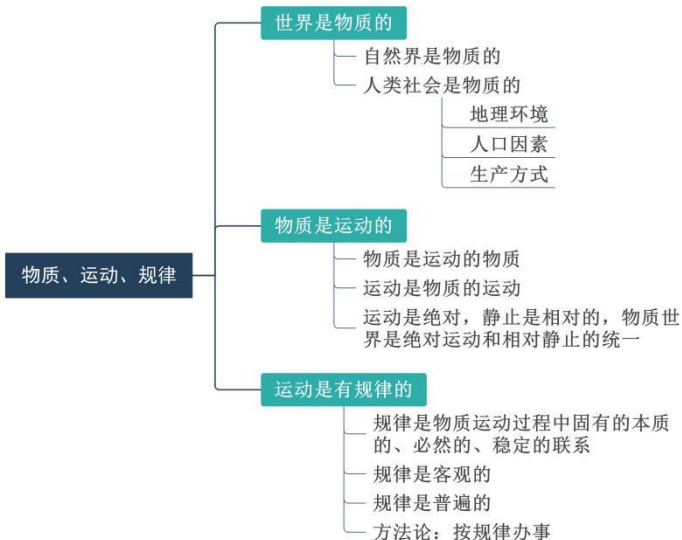 世界是物质的
自然界是物质的
人类社会是物质的
地理环境
人口因素
生产方式
物质是运动的
物质、运动、规律
物质是运动的物质
运动是物质的运动
运动是绝对，静止是相对的，物质世
界是绝对运动和相对静止的统一
运动是有规律的
规律是物质运动过程中固有的本质
的、必然的、稳定的联系
规律是客观的
规律是普遍的
方法论：按规律办事